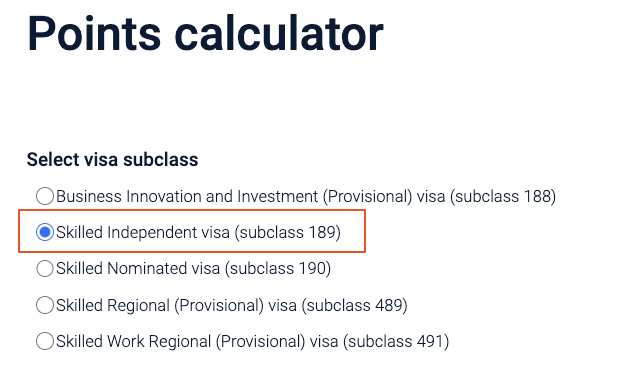 Points calculator
Select visa subclass
Business Innovation and Investment (Provisional) visa (subclass 188)
Skilled Independent visa (subclass 189)
Skilled Nominated visa (subclass 190)
Skilled Regional (Provisional) visa (subclass 489)
Skilled Work Regional (Provisional) visa (subclass 491)